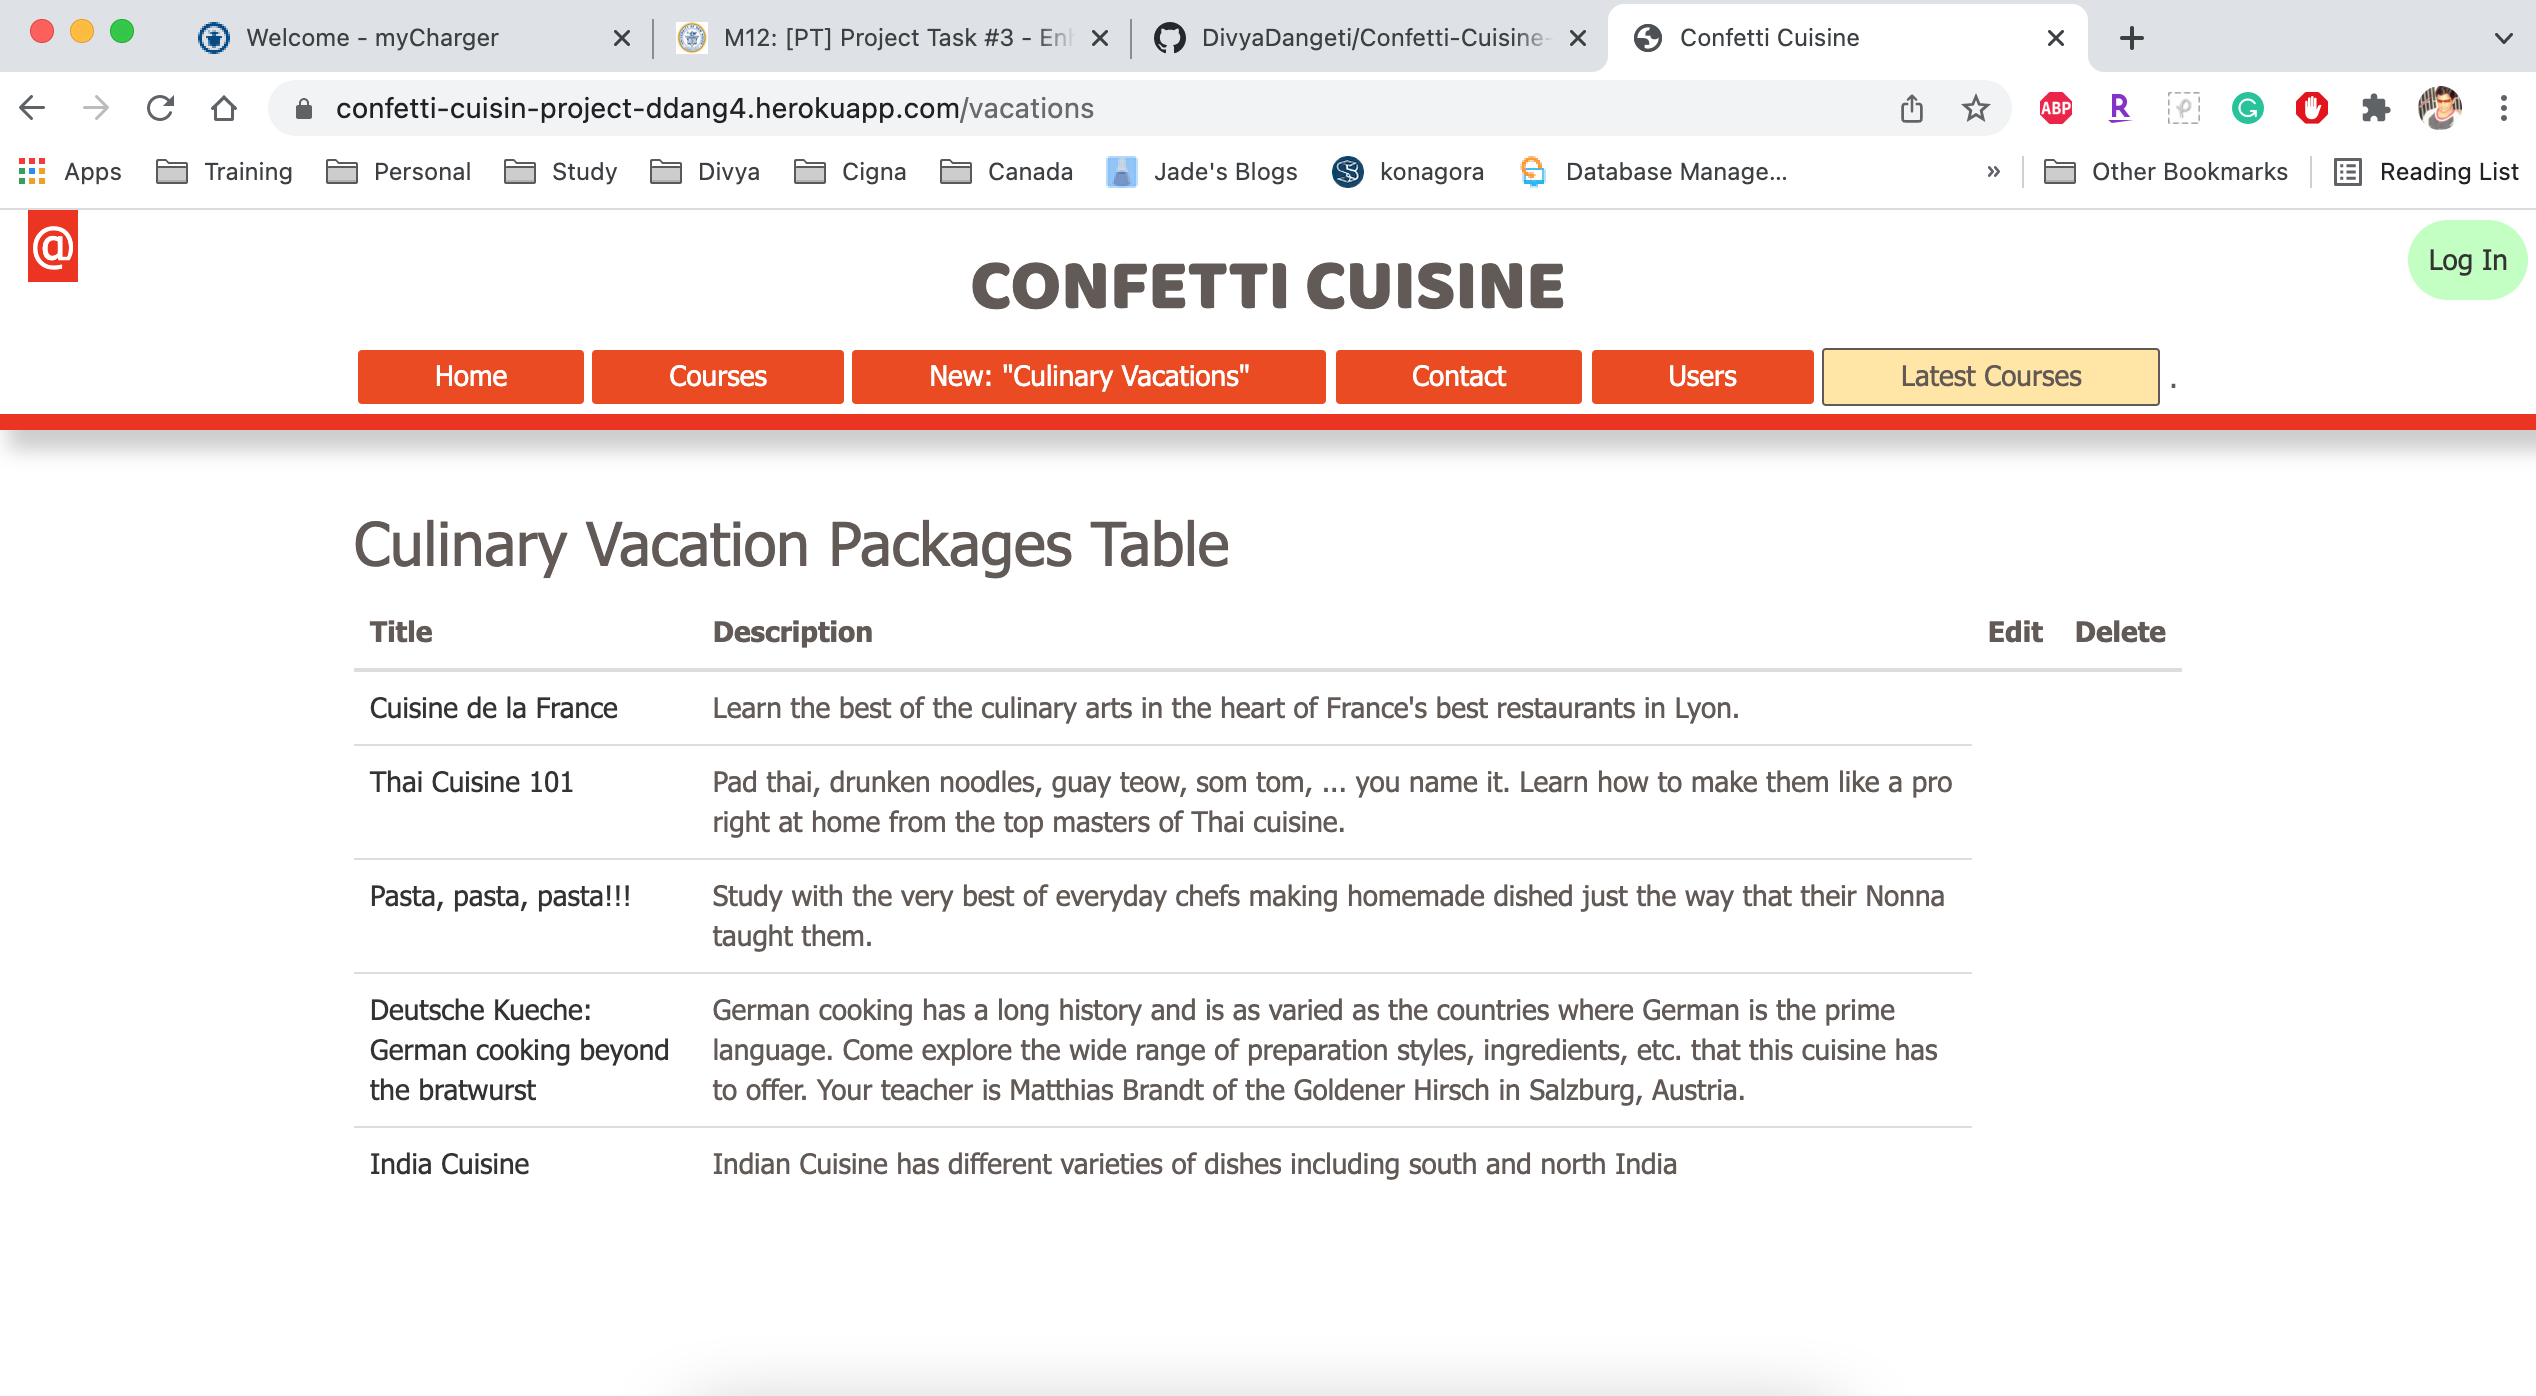 Welcome - myCharger
M12: [PT] Project Task #3 - Enh
DivyaDangeti/Confetti-Cuisine-
Confetti Cuisine
confetti-cuisin-project-ddang4.herokuapp.com/vacations
ABP
R
Apps
Training
Personal
Study
Divya
Cigna
Canada
Jade's Blogs
konagora
Database Manage...
»
Other Bookmarks
Reading List
@
Log In
CONFETTI CUISINE
Home
Courses
New: "Culinary Vacations"
Contact
Users
Latest Courses
.
Culinary Vacation Packages Table
Title Description Edit Delete
Cuisine de la France
Learn the best of the culinary arts in the heart of France's best restaurants in Lyon.
Thai Cuisine 101
Pad thai, drunken noodles, guay teow, som tom, ... you name it. Learn how to make them like a pro
right at home from the top masters of Thai cuisine.
Pasta, pasta, pasta!!!
Study with the very best of everyday chefs making homemade dished just the way that their Nonna
taught them.
Deutsche Kueche:
German cooking beyond
the bratwurst
German cooking has a long history and is as varied as the countries where German is the prime
language. Come explore the wide range of preparation styles, ingredients, etc. that this cuisine has
to offer. Your teacher is Matthias Brandt of the Goldener Hirsch in Salzburg, Austria.
India Cuisine
Indian Cuisine has different varieties of dishes including south and north India